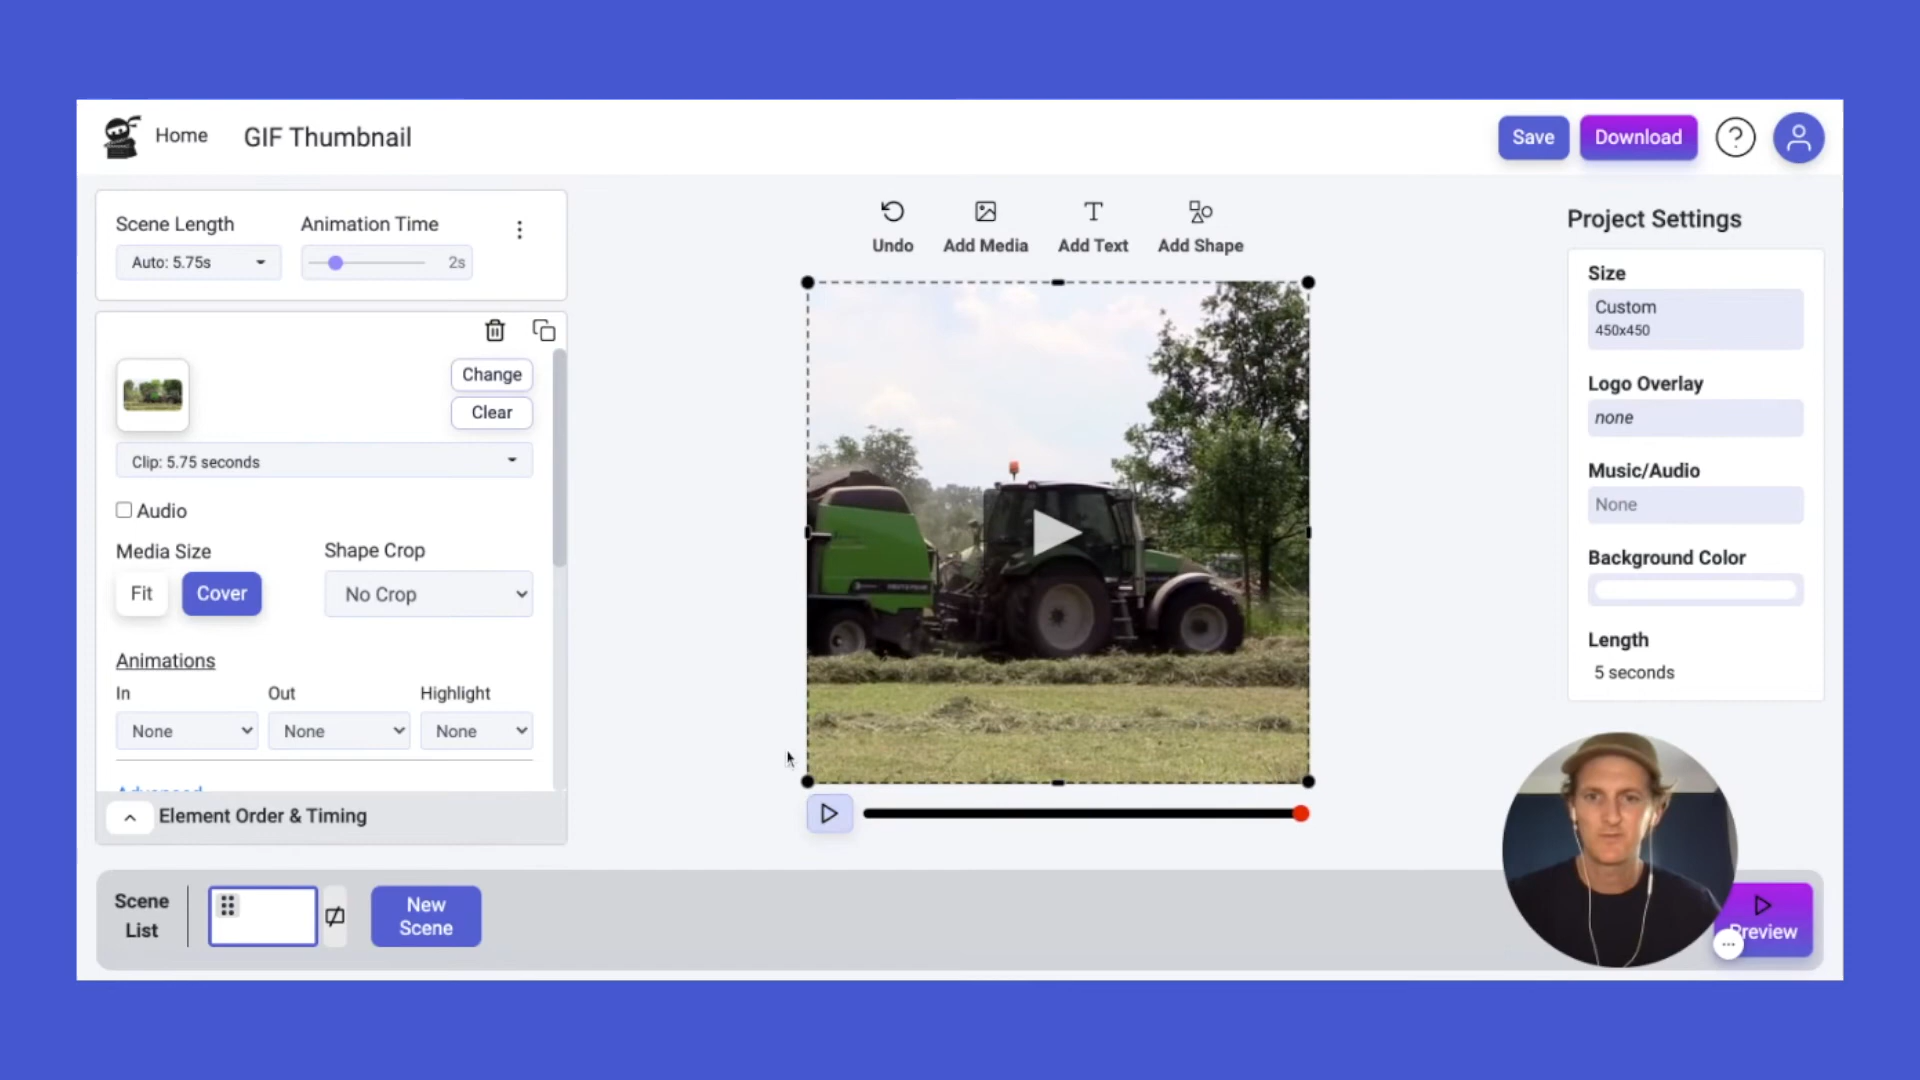 Home
GIF Thumbnail
Save
Download
?
Scene Length
Animation Time
Auto: 5.75s
2s
Undo
Add Media
Add Text
Add Shape
Project Settings
Size
Custom
450x450
Logo Overlay
none
Music/Audio
None
Background Color
Length
5 seconds
Change
Clear
Clip: 5.75 seconds
Audio
Media Size
Shape Crop
Fit
Cover
No Crop
Animations
In
Out
Highlight
None
None
None
Advanced
Element Order & Timing
Scene
List
New
Scene
Preview